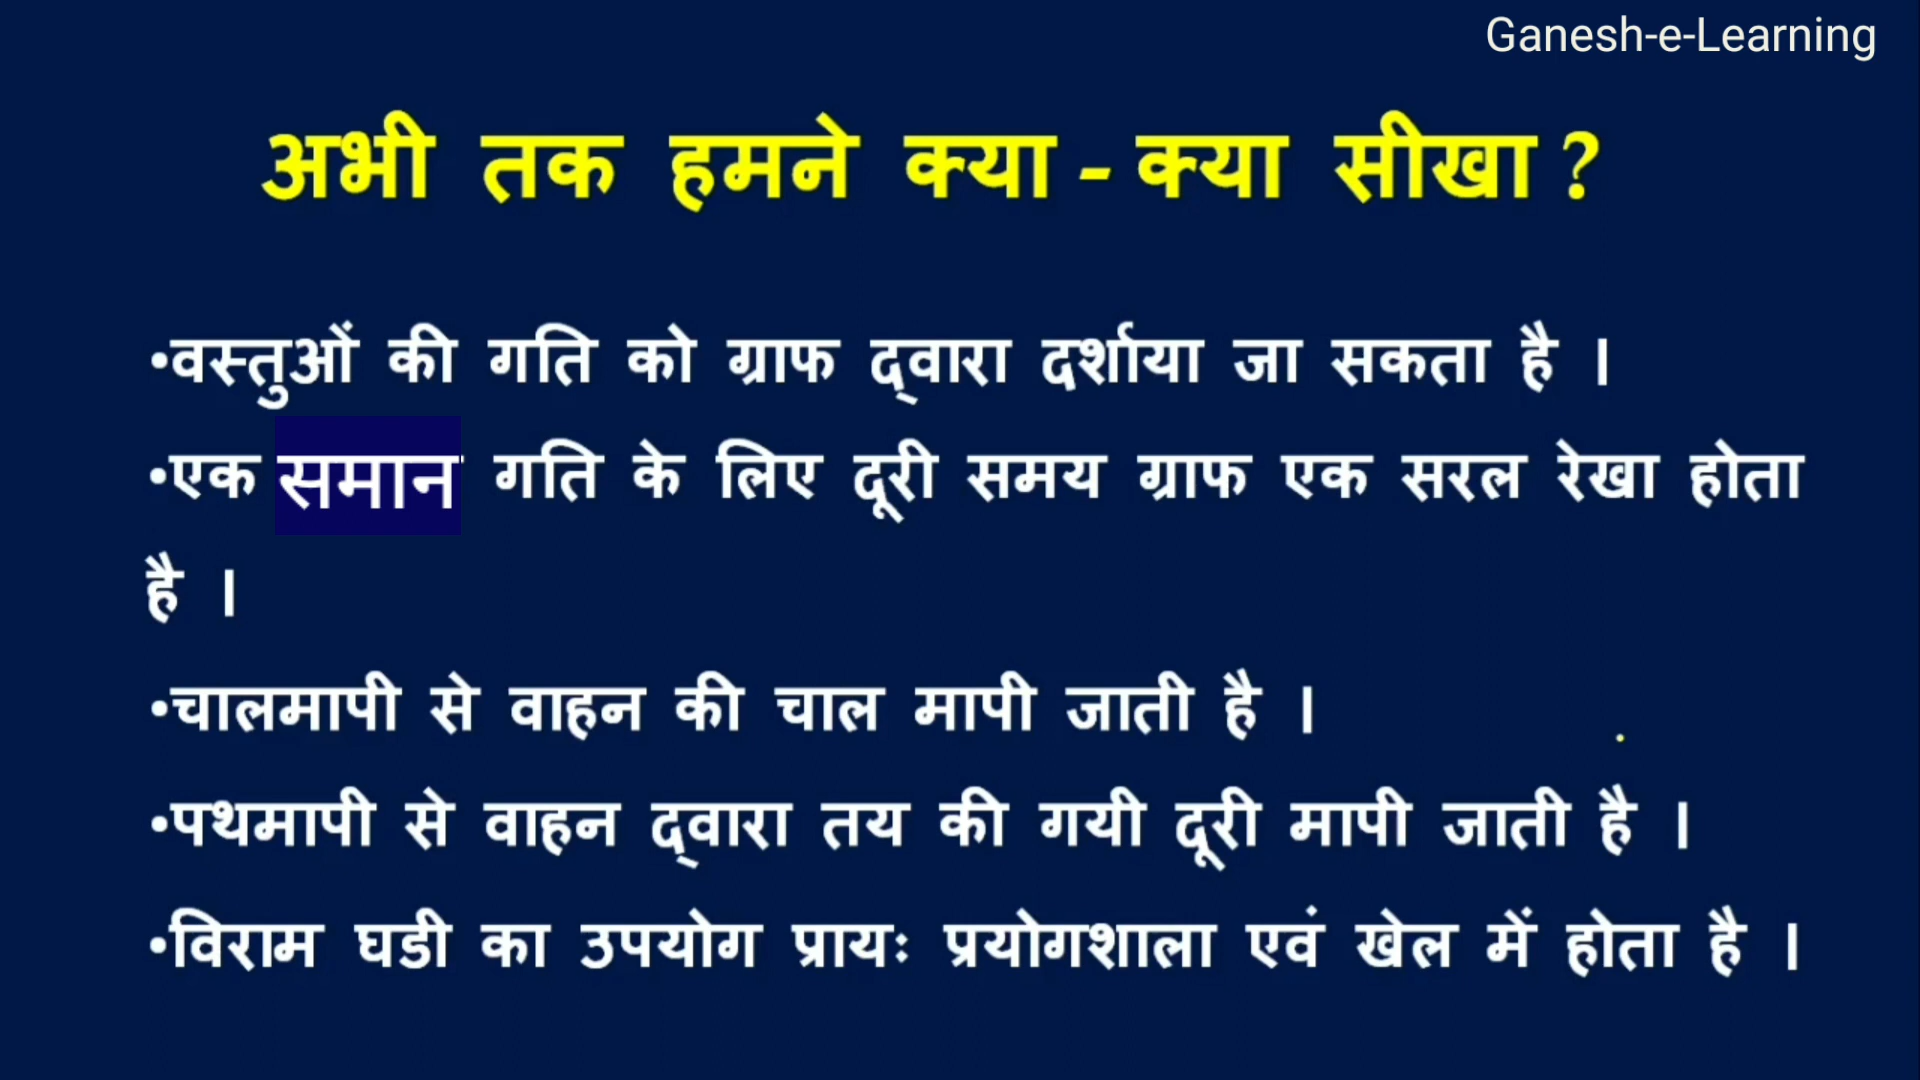 Ganesh-e-Learning
अभी तक हमने क्या - क्या सीखा ?
•वस्तुओं की गति को ग्राफ द्वारा दर्शाया जा सकता है ।
•एक समान गति के लिए दूरी समय ग्राफ एक सरल रेखा होता
है ।
•चालमापी से वाहन की चाल मापी जाती है ।
•पथमापी से वाहन द्वारा तय की गयी दूरी मापी जाती है ।
•विराम घडी का उपयोग प्रायः प्रयोगशाला एवं खेल में होता है ।